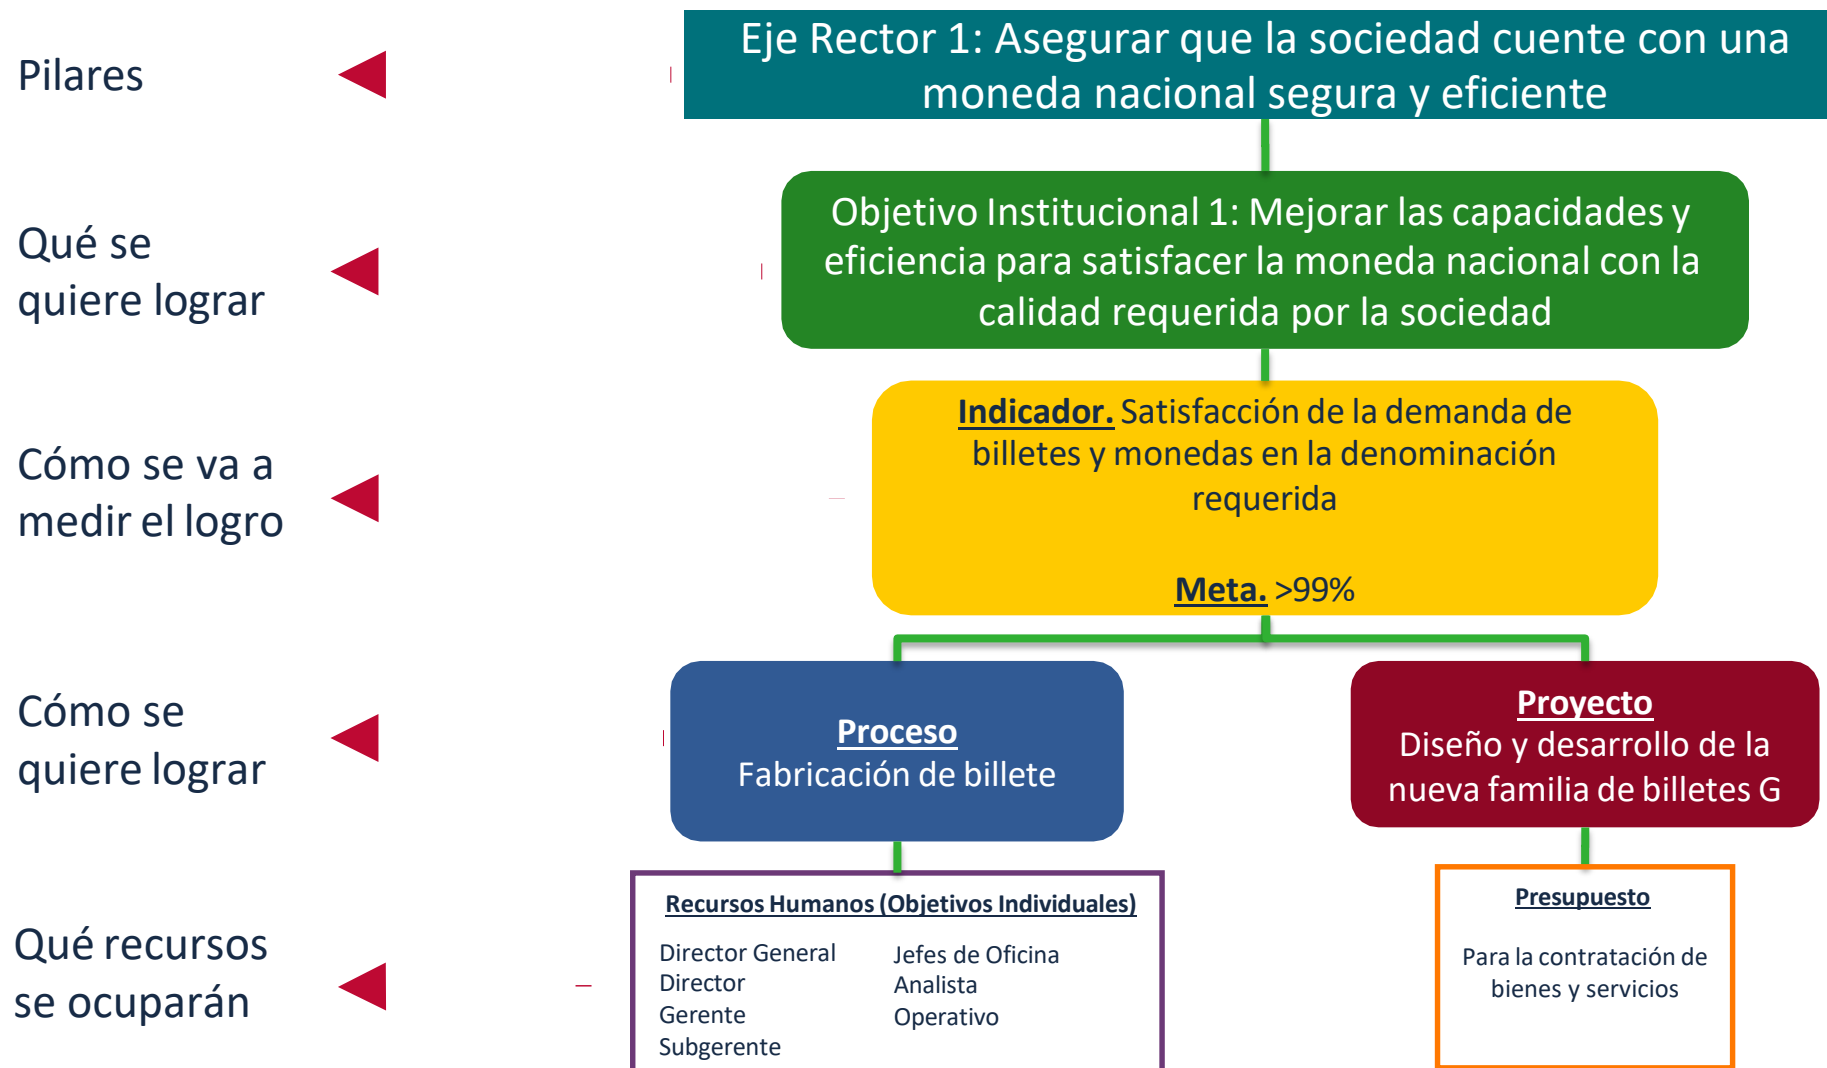 Pilares
Eje Rector 1: Asegurar que la sociedad cuente con una
moneda nacional segura y eficiente
Qué se
quiere lograr
Objetivo Institucional 1: Mejorar las capacidades y
eficiencia para satisfacer la moneda nacional con la
calidad requerida por la sociedad
Cómo se va a
medir el logro
Indicador. Satisfacción de la demanda de
billetes y monedas en la denominación
requerida
Meta. >99%
Cómo se
quiere lograr
Proceso
Fabricación de billete
Proyecto
Diseño y desarrollo de la
nueva familia de billetes G
Qué recursos
se ocuparán
Recursos Humanos (Objetivos Individuales)
Director General
Director
Gerente
Subgerente
Jefes de Oficina
Analista
Operativo
Presupuesto
Para la contratación de
bienes y servicios